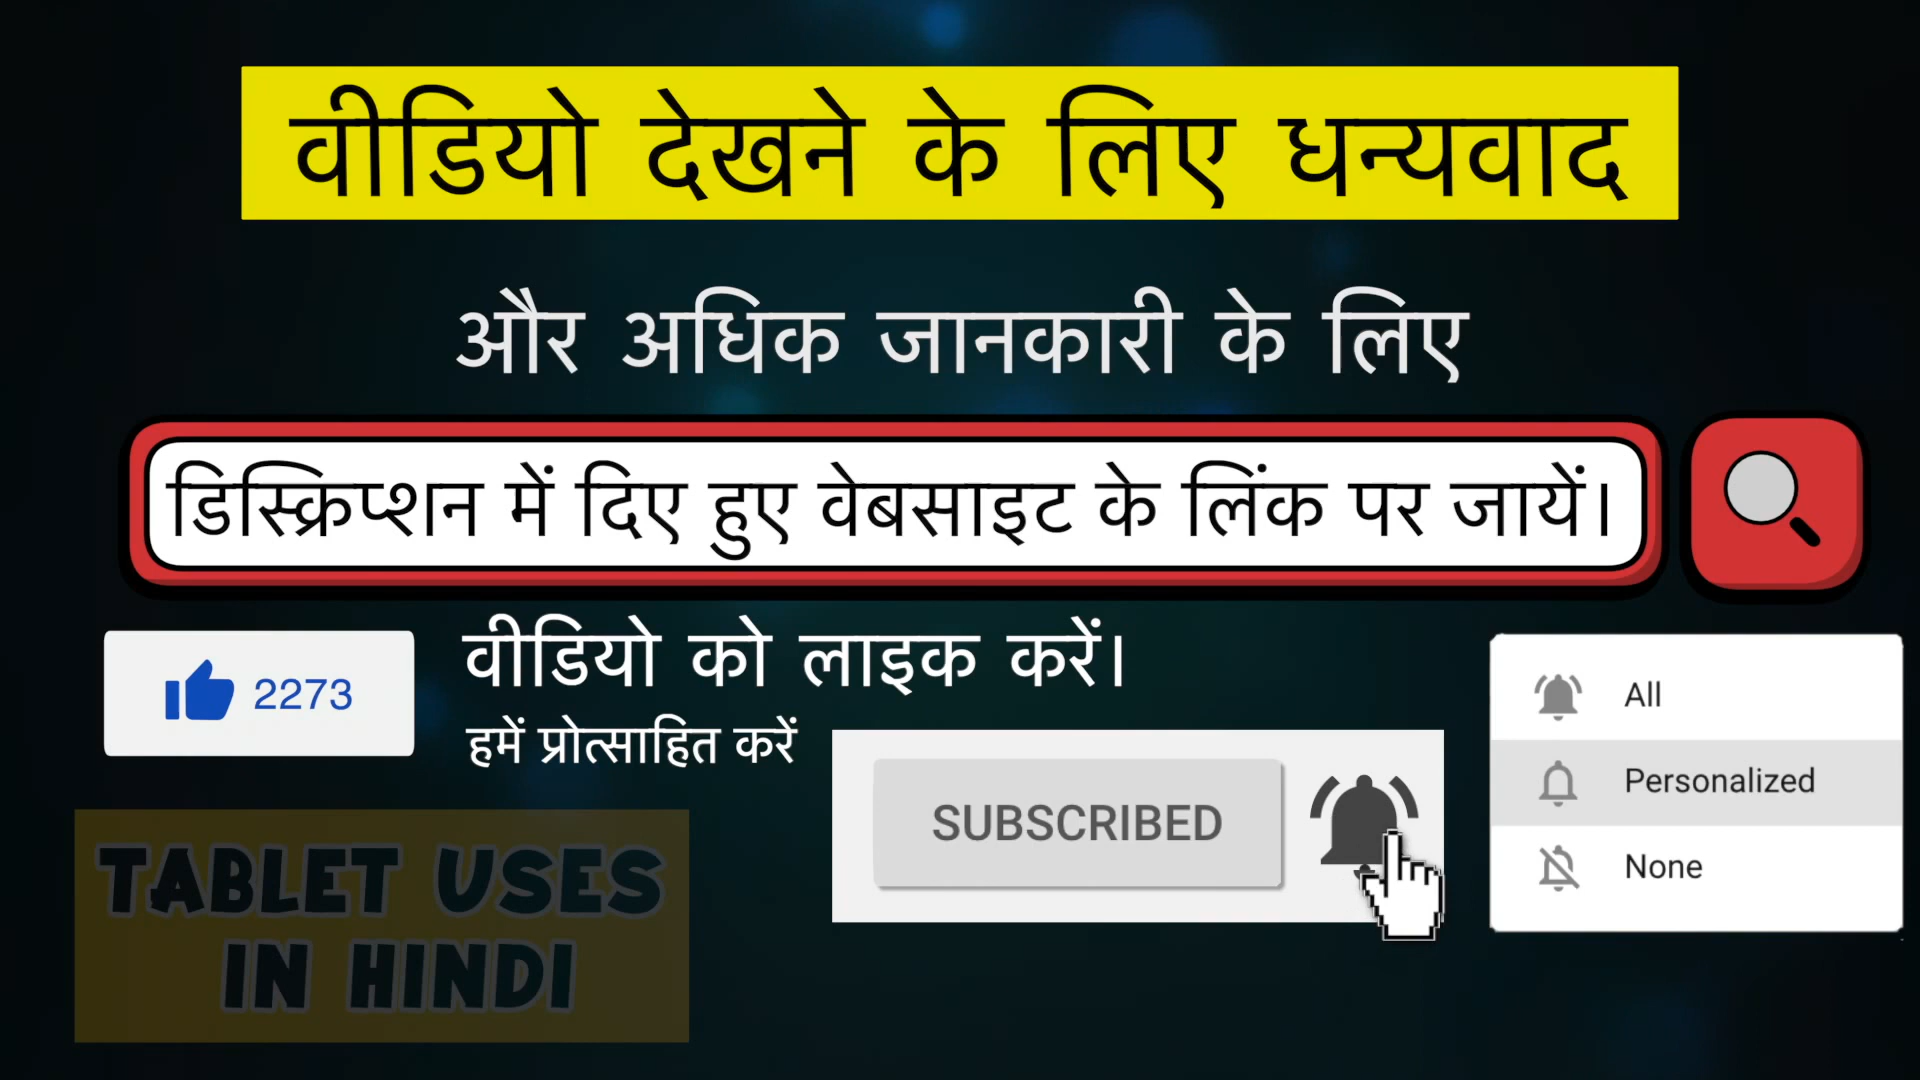 वीडियो देखने के लिए धन्यवाद
और अधिक जानकारी के लिए
डिस्क्रिप्शन में दिए हुए वेबसाइट के लिंक पर जायें।
2273
वीडियो को लाइक करें।
हमें प्रोत्साहित करें
SUBSCRIBED
All
Personalized
None
TABLET USES
IN HINDI